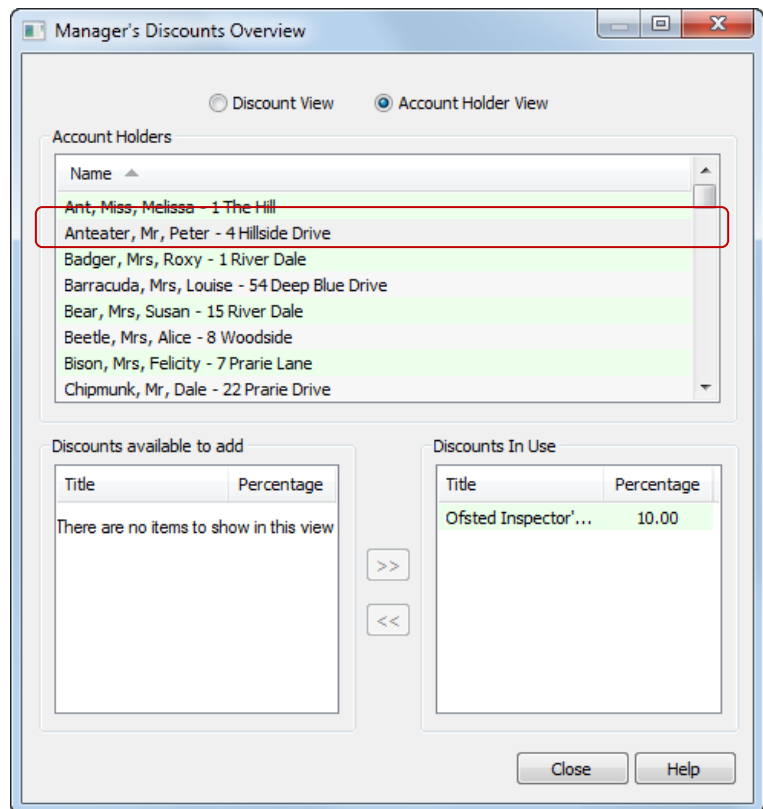 Manager's Discounts Overview
Discount View Account Holder View
Account Holders
Name
Ant, Miss, Melissa - 1 The Hill
Anteater, Mr, Peter - 4 Hillside Drive
Badger, Mrs, Roxy - 1 River Dale
Barracuda, Mrs, Louise - 54 Deep Blue Drive
Bear, Mrs, Susan - 15 River Dale
Beetle, Mrs, Alice - 8 Woodside
Bison, Mrs, Felicity - 7 Prarie Lane
Chipmunk, Mr, Dale - 22 Prarie Drive
Discounts available to add
Title Percentage
There are no items to show in this view
>>
<<
Discounts In Use
Title Percentage
Ofsted Inspector'... 10.00
Close Help